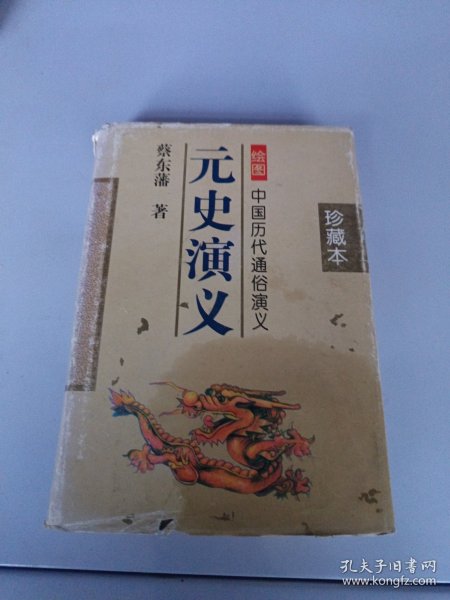 珍藏本
绘图
中国历代通俗演义
元史演义
蔡东藩 著
孔夫子旧书网
www.kongfz.com